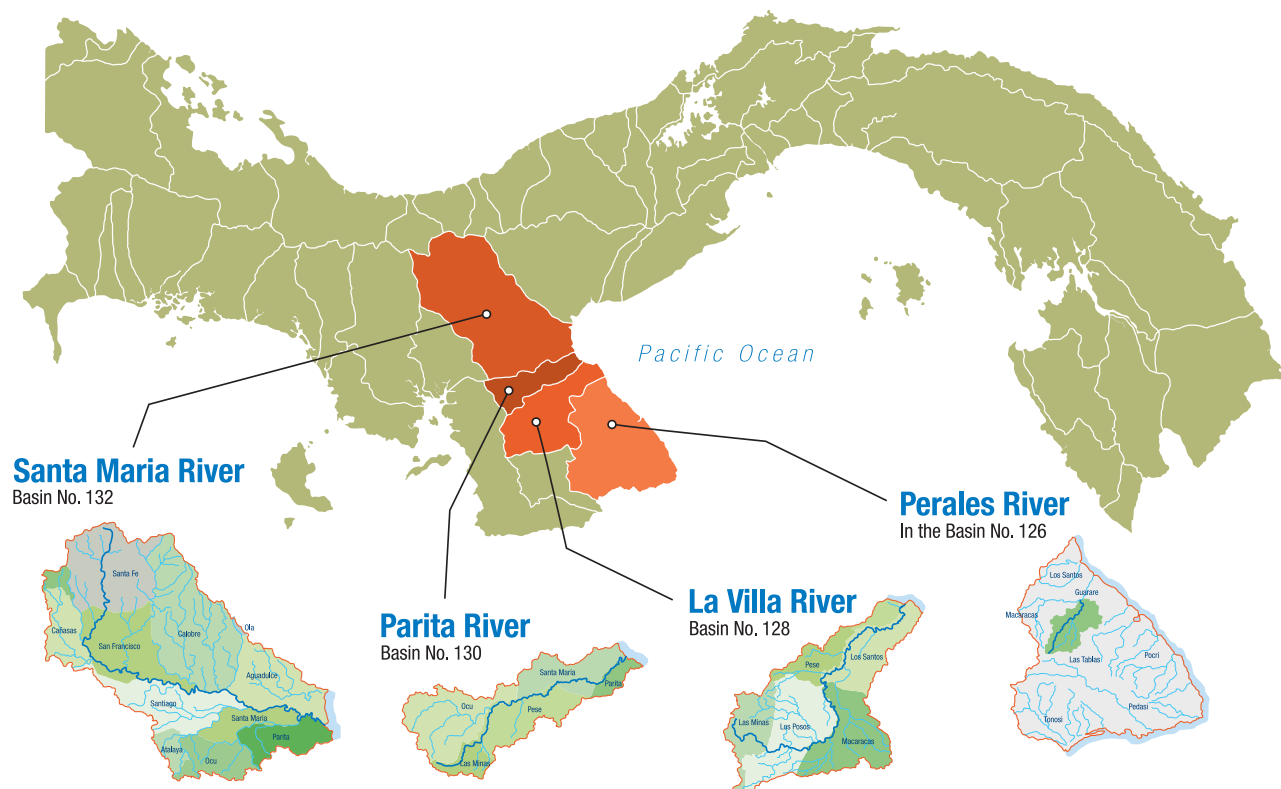 Pacific Ocean
Santa Maria River
Basin No. 132
Santa Fe
Cañasas
San Francisco
Calobre
Ola
Aguadulce
Santiago
Santa Maria
Parita
Atalaya
Ocu
Parita River
Basin No. 130
Santa Maria
Parita
Ocu
Pese
Las Minas
La Villa River
Basin No. 128
Pese
Los Santos
Las Minas
Los Posos
Macaracas
Perales River
In the Basin No. 126
Los Santos
Guarare
Macaracas
Las Tablas
Pocri
Pedasi
Tonosi